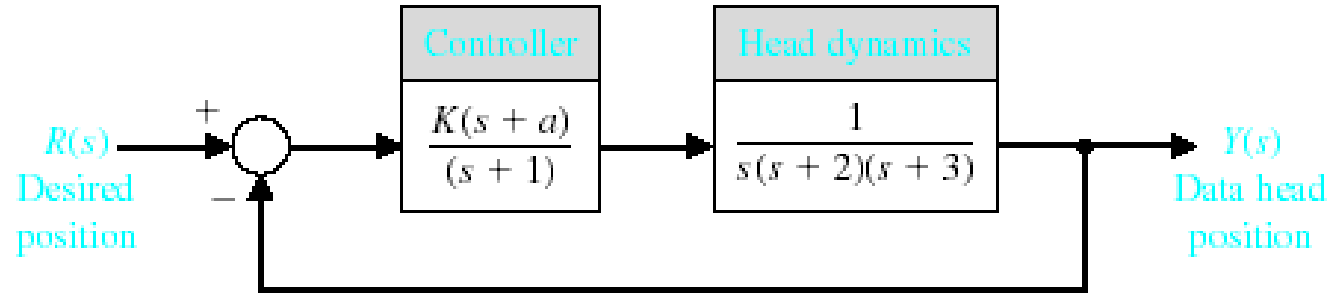 Controller
Head dynamics
K(s + a)
(s + 1)
1
s(s + 2)(s + 3)
+
R(s)
Desired
position
−
Y(s)
Data head
position